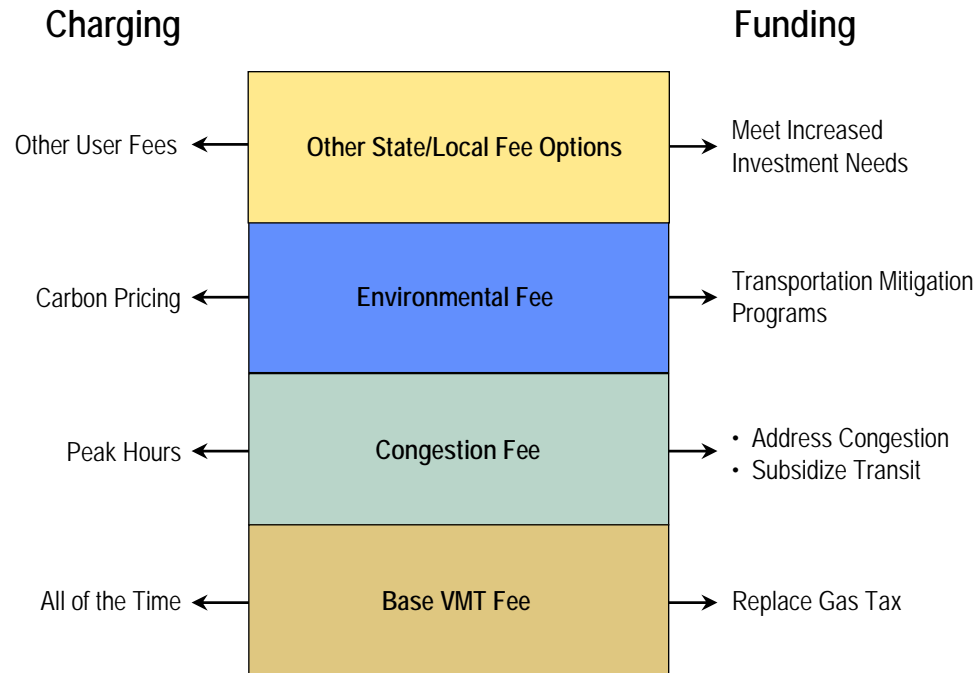 Charging
Funding
Other User Fees
Other State/Local Fee Options
Meet Increased
Investment Needs
Carbon Pricing
Environmental Fee
Transportation Mitigation
Programs
Peak Hours
Congestion Fee
• Address Congestion
• Subsidize Transit
All of the Time
Base VMT Fee
Replace Gas Tax